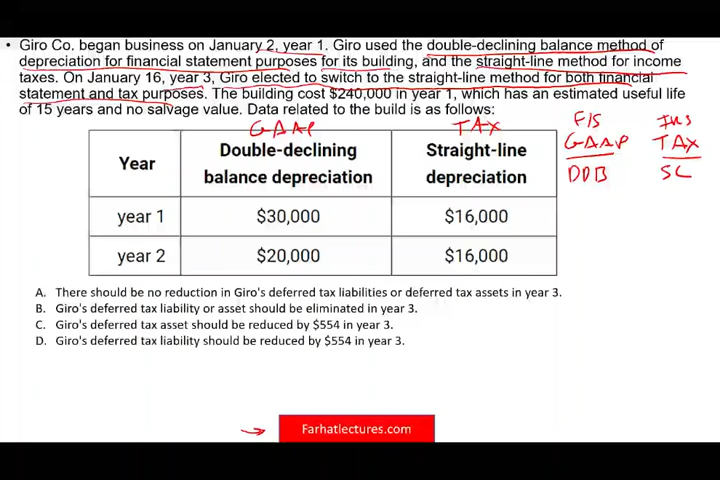 • Giro Co. began business on January 2, year 1. Giro used the double-declining balance method of
depreciation for financial statement purposes for its building, and the straight-line method for income
taxes. On January 16, year 3, Giro elected to switch to the straight-line method for both financial
statement and tax purposes. The building cost $240,000 in year 1, which has an estimated useful life
of 15 years and no salvage value. Data related to the build is as follows:
GAAP TAX
F/S IRS
GAAP TAX
DDB SL
Year Double-declining balance depreciation Straight-line depreciation
year 1 $30,000 $16,000
year 2 $20,000 $16,000
A. There should be no reduction in Giro's deferred tax liabilities or deferred tax assets in year 3.
B. Giro's deferred tax liability or asset should be eliminated in year 3.
C. Giro's deferred tax asset should be reduced by $554 in year 3.
D. Giro's deferred tax liability should be reduced by $554 in year 3.
Farhatlectures.com